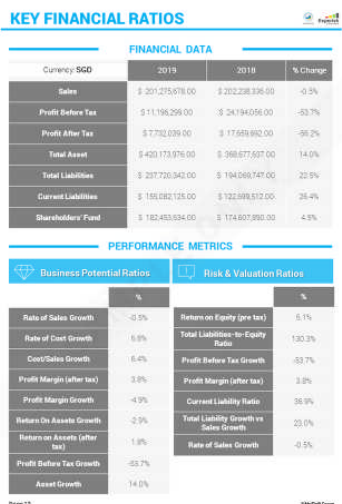 KEY FINANCIAL RATIOS
Experian
FINANCIAL DATA
Currency: SGD 2019 2018 % Change
Sales $ 201,275,678.00 $ 202,238,336.00 -0.5%
Profit Before Tax $ 11,196,299.00 $ 24,194,056.00 -53.7%
Profit After Tax $ 7,732,039.00 $ 17,659,692.00 -56.2%
Total Asset $ 420,173,976.00 $ 368,677,637.00 14.0%
Total Liabilities $ 237,720,342.00 $ 194,069,747.00 22.5%
Current Liabilities $ 155,082,125.00 $ 122,699,512.00 26.4%
Shareholders' Fund $ 182,453,634.00 $ 174,607,890.00 4.5%
PERFORMANCE METRICS
Business Potential Ratios
Risk & Valuation Ratios
%
%
Rate of Sales Growth -0.5%
Return on Equity (pre tax) 6.1%
Rate of Cost Growth 5.8%
Total Liabilities-to-Equity
Ratio 130.3%
Cost/Sales Growth 6.4%
Profit Before Tax Growth -53.7%
Profit Margin (after tax) 3.8%
Profit Margin (after tax) 3.8%
Profit Margin Growth -4.9%
Current Liability Ratio 36.9%
Return On Assets Growth -2.9%
Total Liability Growth vs
Sales Growth 23.0%
Return on Assets (after
tax) 1.8%
Rate of Sales Growth -0.5%
Profit Before Tax Growth -53.7%
Asset Growth 14.0%